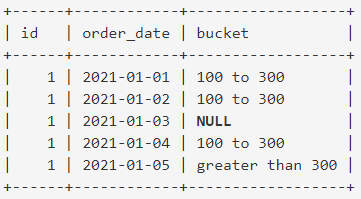 +------+------------+------------------+
| id   | order_date | bucket           |
+------+------------+------------------+
|    1 | 2021-01-01 | 100 to 300       |
|    1 | 2021-01-02 | 100 to 300       |
|    1 | 2021-01-03 | NULL             |
|    1 | 2021-01-04 | 100 to 300       |
|    1 | 2021-01-05 | greater than 300 |
+------+------------+------------------+